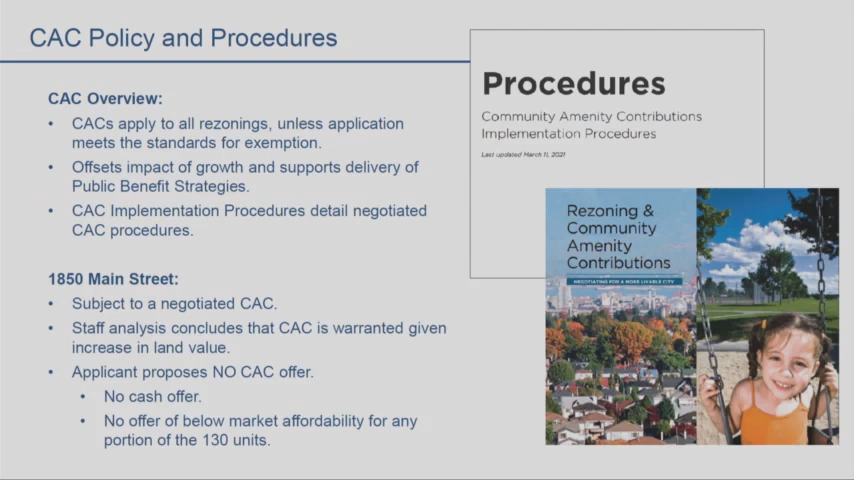 CAC Policy and Procedures
CAC Overview:
• CACs apply to all rezonings, unless application
meets the standards for exemption.
• Offsets impact of growth and supports delivery of
Public Benefit Strategies.
• CAC Implementation Procedures detail negotiated
CAC procedures.
1850 Main Street:
• Subject to a negotiated CAC.
• Staff analysis concludes that CAC is warranted given
increase in land value.
• Applicant proposes NO CAC offer.
• No cash offer.
• No offer of below market affordability for any
portion of the 130 units.
Procedures
Community Amenity Contributions
Implementation Procedures
Last updated March 11, 2021
Rezoning &
Community
Amenity
Contributions
NEGOTIATING FOR A MORE LIVABLE CITY